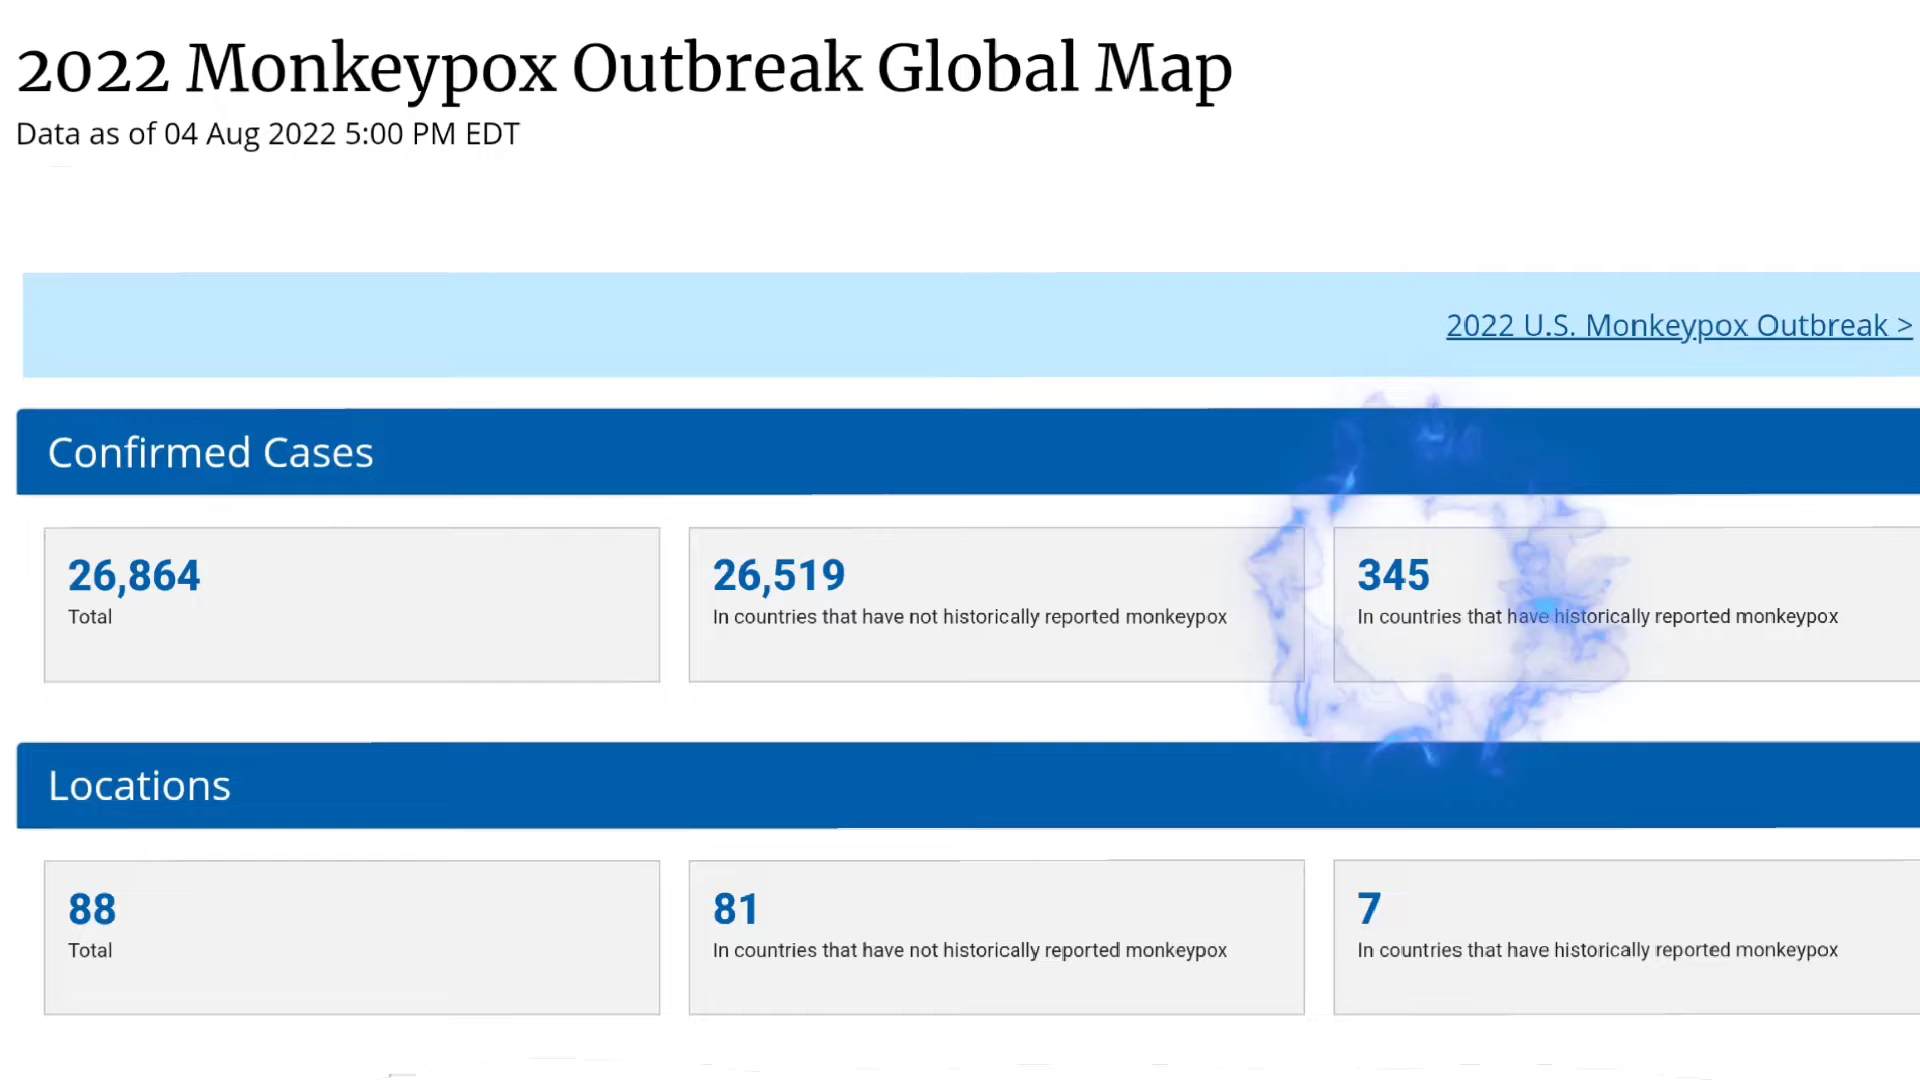 2022 Monkeypox Outbreak Global Map
Data as of 04 Aug 2022 5:00 PM EDT
2022 U.S. Monkeypox Outbreak >
Confirmed Cases
26,864
Total
26,519
In countries that have not historically reported monkeypox
345
In countries that have historically reported monkeypox
Locations
88
Total
81
In countries that have not historically reported monkeypox
7
In countries that have historically reported monkeypox